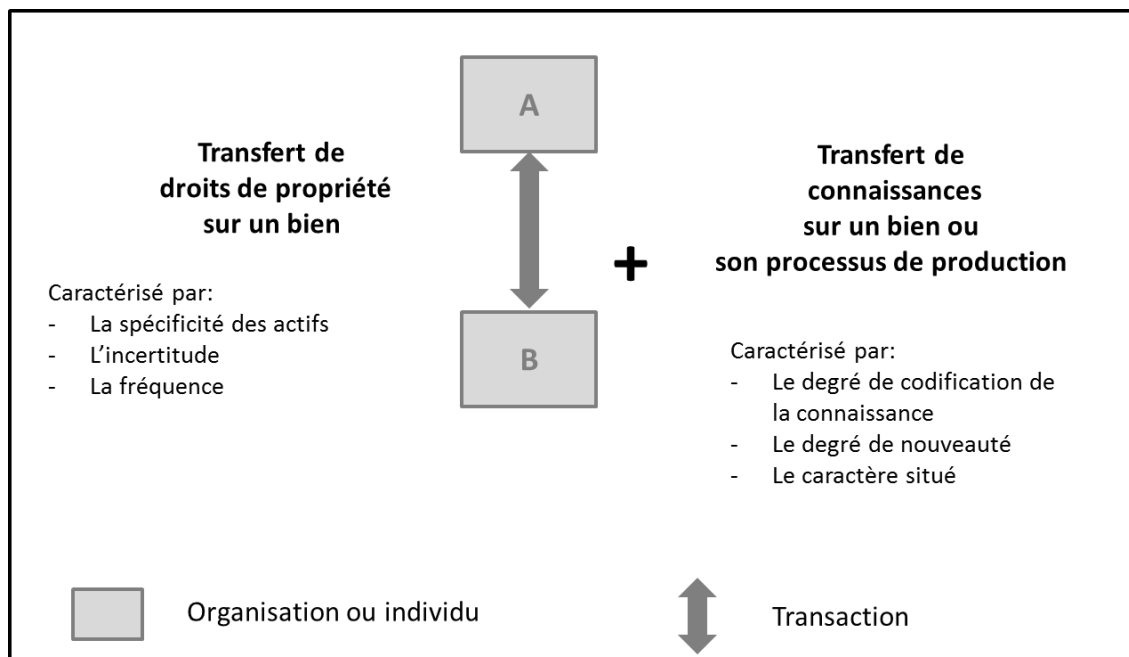 A
Transfert de
droits de propriété
sur un bien
Caractérisé par:
- La spécificité des actifs
- L’incertitude
- La fréquence
+
B
Transfert de
connaissances
sur un bien ou
son processus de production
Caractérisé par:
- Le degré de codification de
la connaissance
- Le degré de nouveauté
- Le caractère situé
Organisation ou individu
Transaction